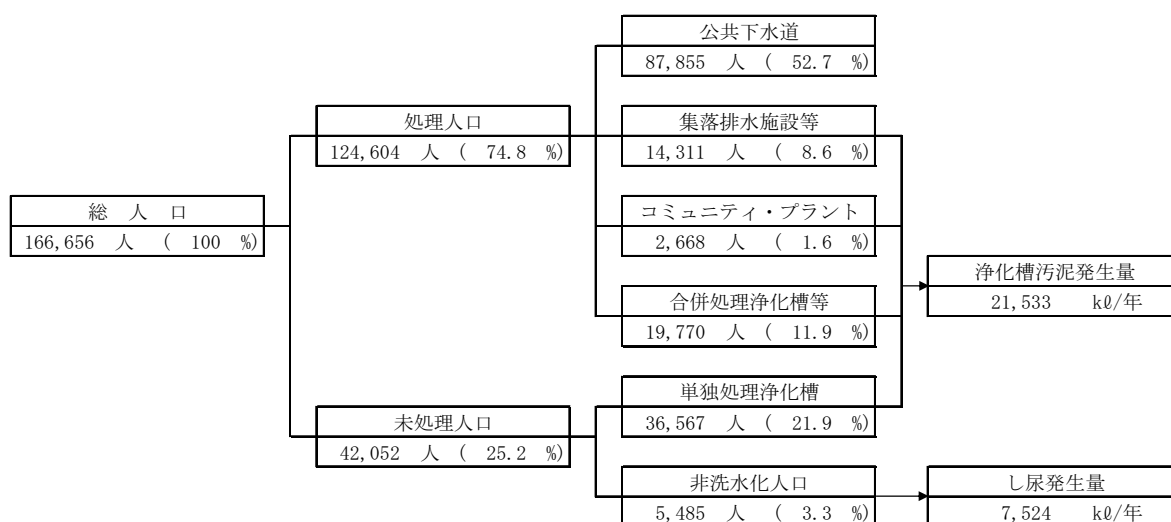 公共下水道
87,855 人 ( 52.7 %)
処理人口
124,604 人 ( 74.8 %)
集落排水施設等
14,311 人 ( 8.6 %)
総 人 口
166,656 人 ( 100 %)
コミュニティ・プラント
2,668 人 ( 1.6 %)
浄化槽汚泥発生量
21,533 kℓ/年
合併処理浄化槽等
19,770 人 ( 11.9 %)
単独処理浄化槽
36,567 人 ( 21.9 %)
未処理人口
42,052 人 ( 25.2 %)
非洗水化人口
5,485 人 ( 3.3 %)
し尿発生量
7,524 kℓ/年